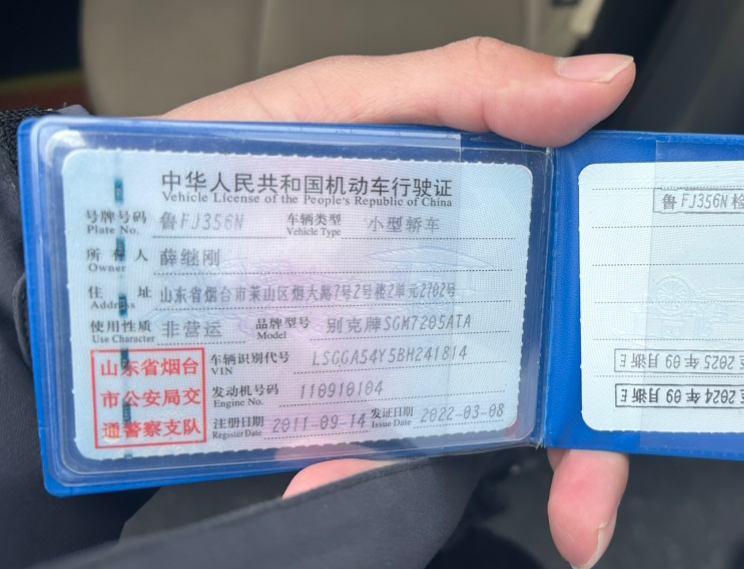 中华人民共和国机动车行驶证
Vehicle License of the People's Republic of China
号牌号码 鲁FJ356N 车辆类型 小型轿车
Plate No. Vehicle Type
所有人 薛继刚
Owner
住址 山东省烟台市莱山区烟大路7号2号楼2单元2702号
Address
使用性质 非营运 品牌型号 别克牌SGM7205ATA
Use Character Model
山东省烟台
市公安局交
通警察支队
车辆识别代号 LSGGA54Y5BH241814
VIN
发动机号码 110910104
Engine No.
注册日期 2011-09-14 发证日期 2022-03-08
Register Date Issue Date
鲁FJ356N 检
至2025年09月
至2024年09月